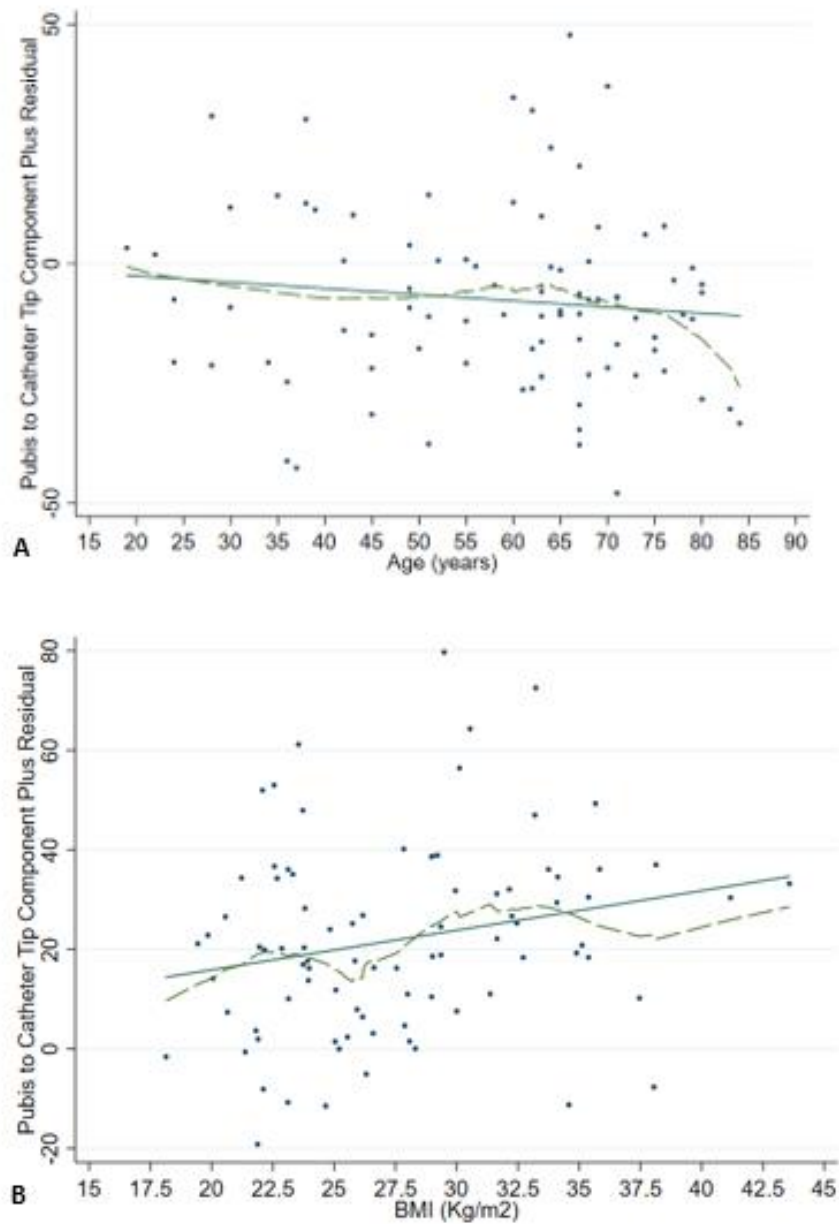 Pubis to Catheter Tip Component Plus Residual
50
0
-50
15 20 25 30 35 40 45 50 55 60 65 70 75 80 85 90
Age (years)
A
Pubis to Catheter Tip Component Plus Residual
80
60
40
20
0
-20
15 17.5 20 22.5 25 27.5 30 32.5 35 37.5 40 42.5 45
BMI (Kg/m2)
B